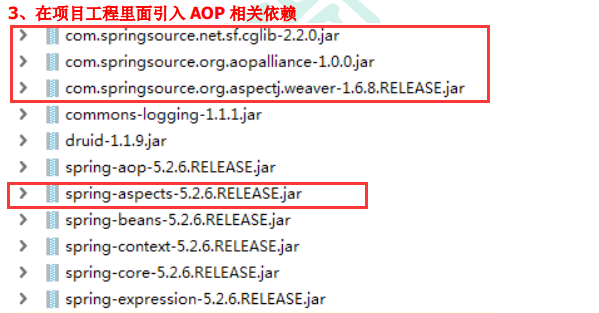 3、在项目工程里面引入 AOP 相关依赖
com.springsource.net.sf.cglib-2.2.0.jar
com.springsource.org.aopalliance-1.0.0.jar
com.springsource.org.aspectj.weaver-1.6.8.RELEASE.jar
commons-logging-1.1.1.jar
druid-1.1.9.jar
spring-aop-5.2.6.RELEASE.jar
spring-aspects-5.2.6.RELEASE.jar
spring-beans-5.2.6.RELEASE.jar
spring-context-5.2.6.RELEASE.jar
spring-core-5.2.6.RELEASE.jar
spring-expression-5.2.6.RELEASE.jar